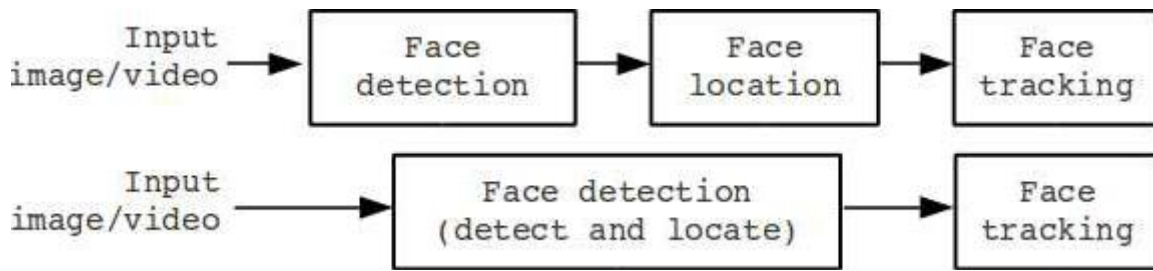 Input
image/video
Face
detection
Face
location
Face
tracking
Input
image/video
Face detection
(detect and locate)
Face
tracking